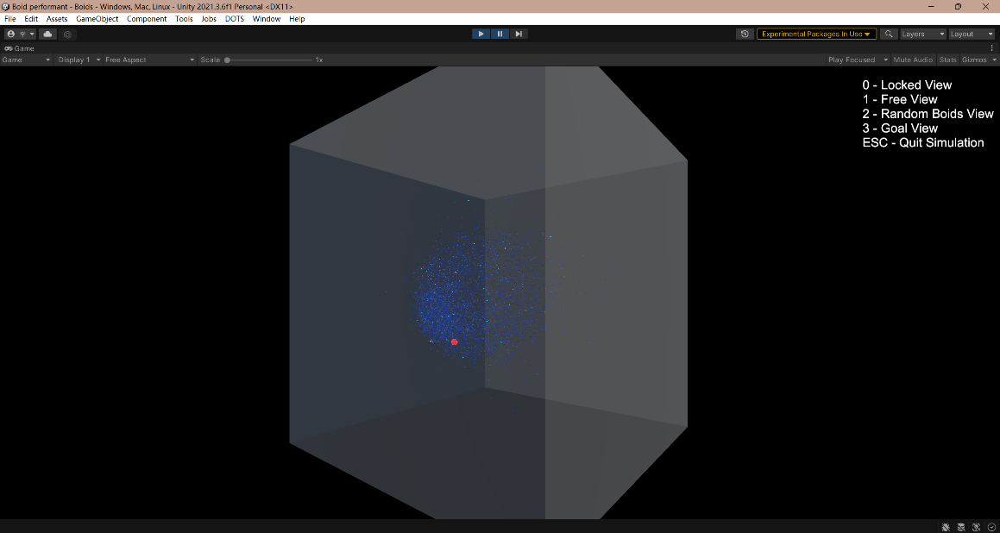 Boid performant - Boids - Windows, Mac, Linux - Unity 2021.3.6f1 Personal <DX11>
File Edit Assets GameObject Component Tools Jobs DOTS Window Help
Experimental Packages In Use Layers Layout
Game
Game Display 1 Free Aspect Scale 1x Play Focused Mute Audio Stats Gizmos
0 - Locked View
1 - Free View
2 - Random Boids View
3 - Goal View
ESC - Quit Simulation